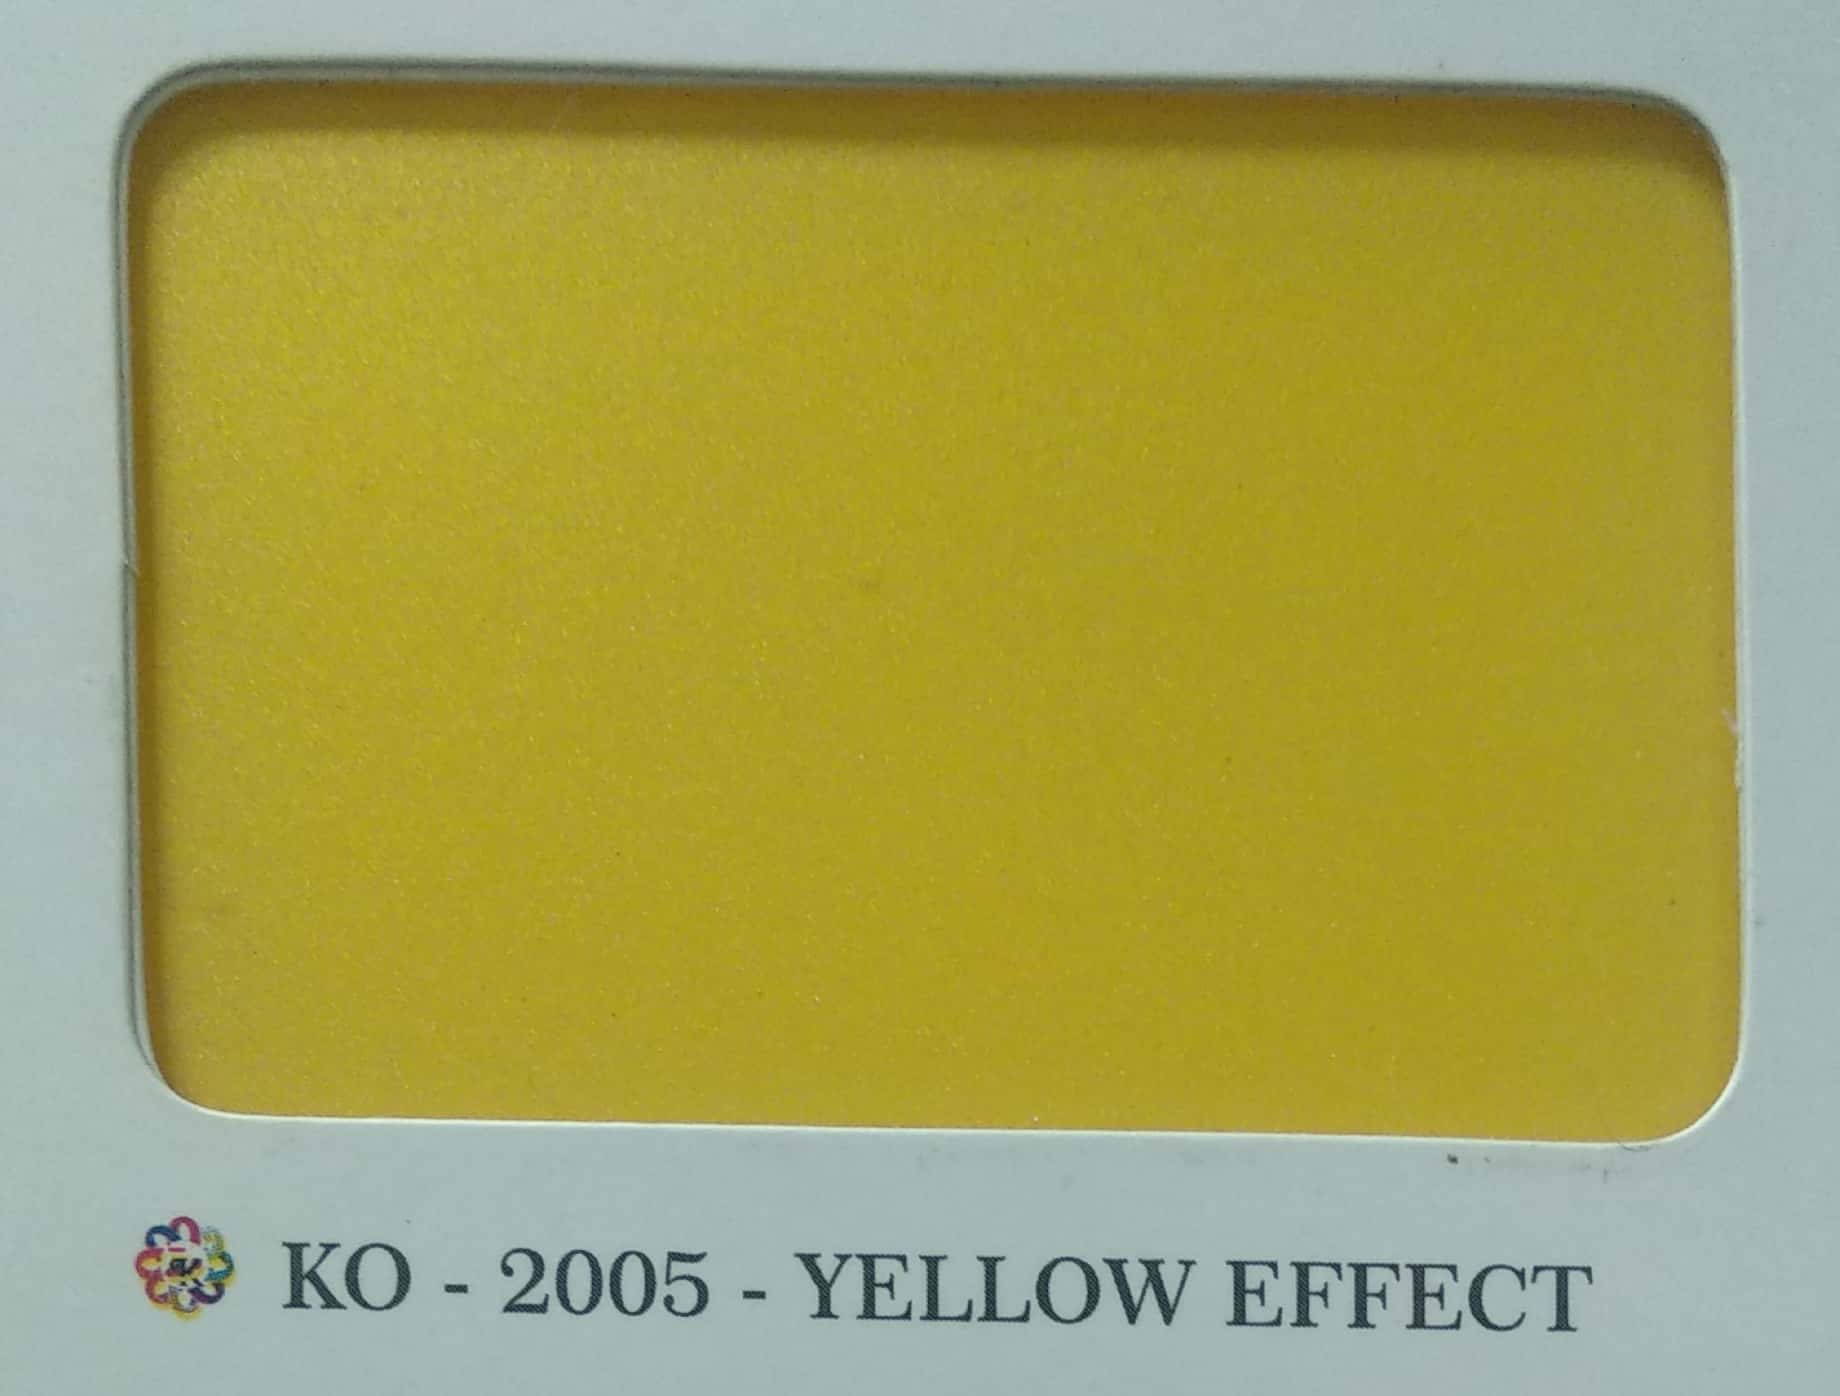 KO - 2005 - YELLOW EFFECT